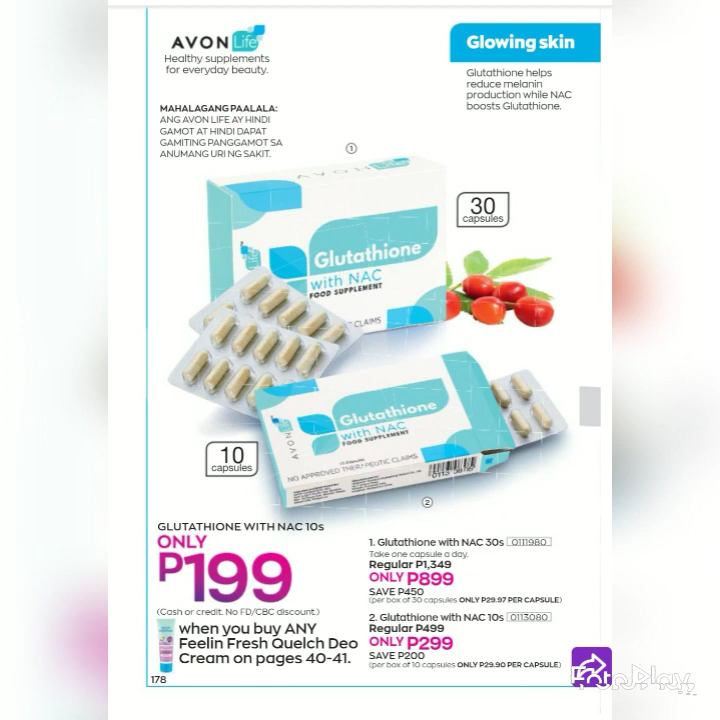 AVON Life
Healthy supplements
for everyday beauty.
MAHALAGANG PAALALA:
ANG AVON LIFE AY HINDI
GAMOT AT HINDI DAPAT
GAMITING PANGGAMOT SA
ANUMANG URI NG SAKIT.
Glowing skin
Glutathione helps
reduce melanin
production while NAC
boosts Glutathione.
1
30
capsules
AVON
Glutathione
with NAC
FOOD SUPPLEMENT
CLAIMS
10
capsules
AVON
Glutathione
with NAC
FOOD SUPPLEMENT
10 Capsules
NO APPROVED THERAPEUTIC CLAIMS
2
GLUTATHIONE WITH NAC 10s
ONLY
P199
(Cash or credit. No FD/CBC discount.)
when you buy ANY
Feelin Fresh Quelch Deo
Cream on pages 40-41.
1. Glutathione with NAC 30s 0111980
Take one capsule a day.
Regular P1,349
ONLY P899
SAVE P450
(per box of 30 capsules ONLY P29.97 PER CAPSULE)
2. Glutathione with NAC 10s 0113080
Regular P499
ONLY P299
SAVE P200
(per box of 10 capsules ONLY P29.90 PER CAPSULE)
178
FotoPlay